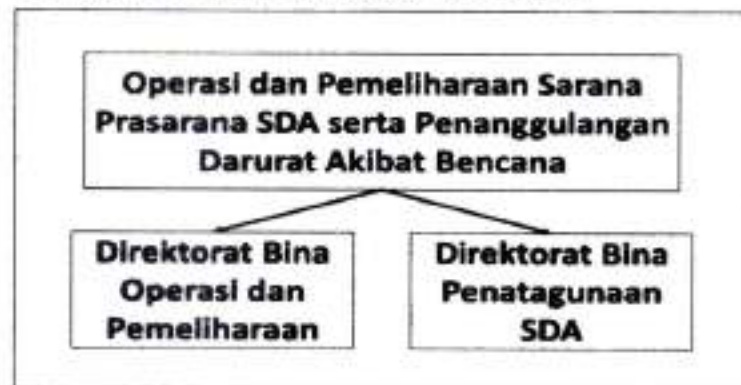 Operasi dan Pemeliharaan Sarana
Prasarana SDA serta Penanggulangan
Darurat Akibat Bencana
Direktorat Bina
Operasi dan
Pemeliharaan
Direktorat Bina
Penatagunaan
SDA